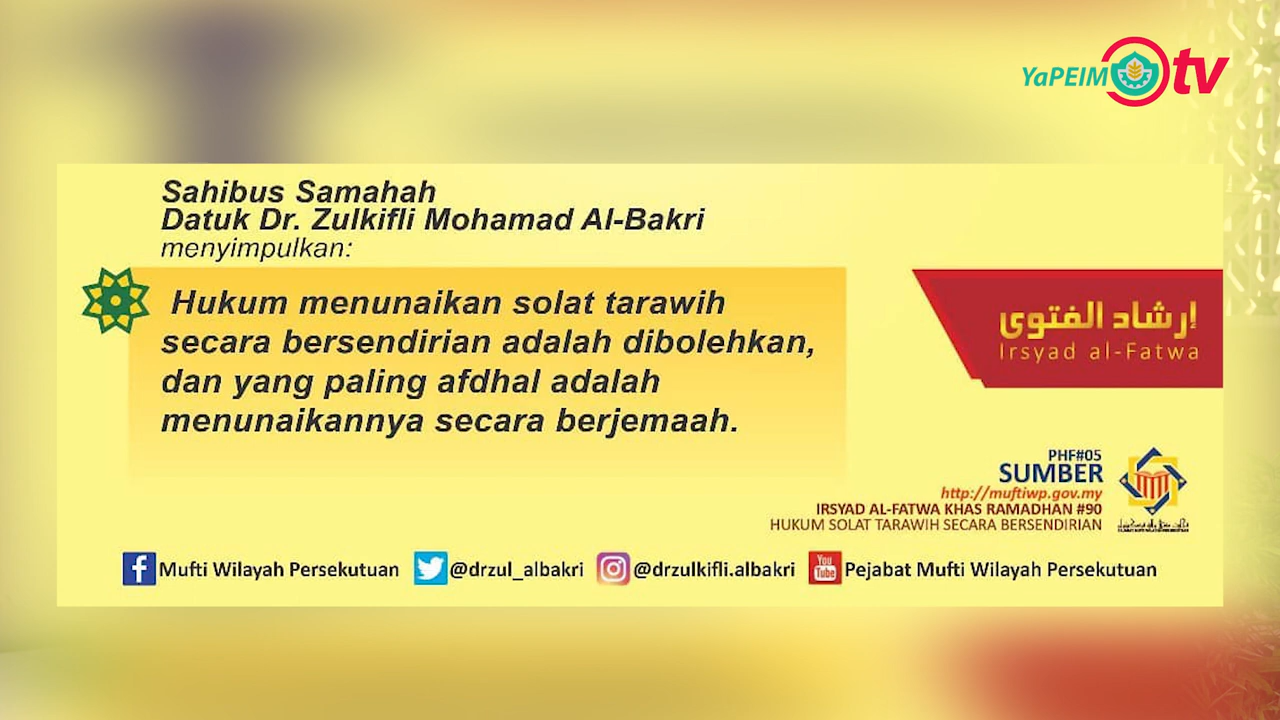 YaPEIM tv
Sahibus Samahah
Datuk Dr. Zulkifli Mohamad Al-Bakri
menyimpulkan:
Hukum menunaikan solat tarawih
secara bersendirian adalah dibolehkan,
dan yang paling afdhal adalah
menunaikannya secara berjemaah.
إرشاد الفتوى
Irsyad al-Fatwa
PHF#05
SUMBER
http://muftiwp.gov.my
IRSYAD AL-FATWA KHAS RAMADHAN #90
HUKUM SOLAT TARAWIH SECARA BERSENDIRIAN
Mufti Wilayah Persekutuan @drzul_albakri @drzulkifli.albakri You Tube Pejabat Mufti Wilayah Persekutuan